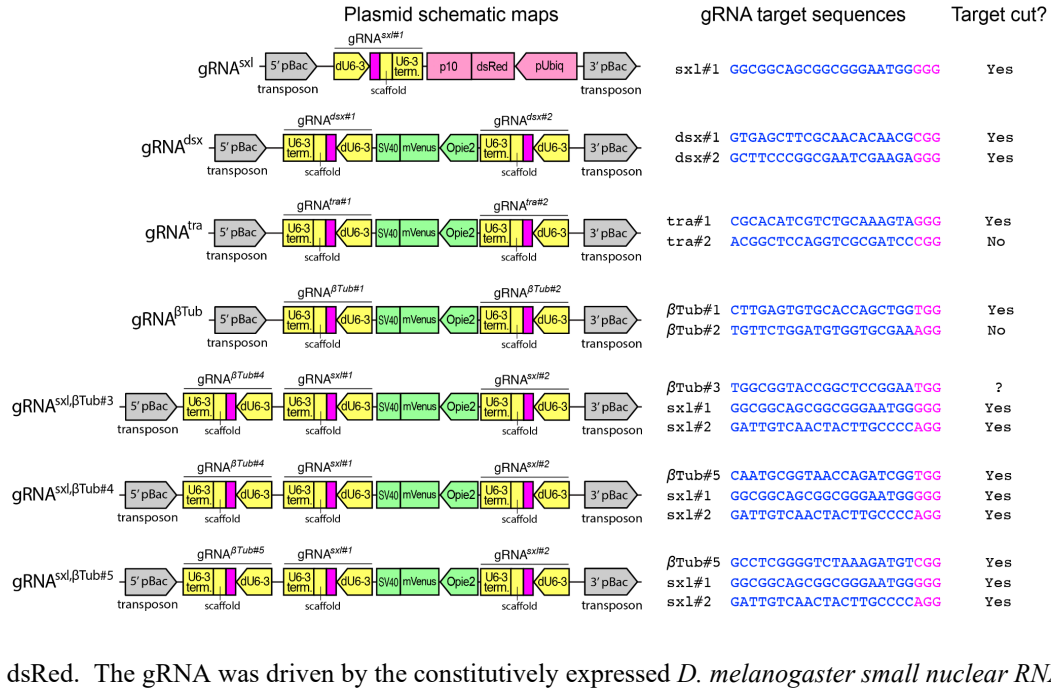 Plasmid schematic maps gRNA target sequences Target cut?
gRNA^sxl#1
gRNA^sxl 5′ pBac dU6-3 U6-3 term. p10 dsRed pUbiq 3′ pBac sxl#1 GGCGGCAGCGGCGGGAATGGGGG Yes
transposon scaffold transposon
gRNA^dsx#1 gRNA^dsx#2
gRNA^dsx 5′ pBac U6-3 term. dU6-3 SV40 mVenus Opie2 U6-3 term. dU6-3 3′ pBac dsx#1 GTGAGCTTCGCAACACAACGCGG Yes
transposon scaffold scaffold transposon dsx#2 GCTTCCCGGCGAATCGAAGAGGG Yes
gRNA^tra#1 gRNA^tra#2
gRNA^tra 5′ pBac U6-3 term. dU6-3 SV40 mVenus Opie2 U6-3 term. dU6-3 3′ pBac tra#1 CGCACATCGTCTGCAAAGTAGGG Yes
transposon scaffold scaffold transposon tra#2 ACGGCTCCAGGTCGCGATCCCGG No
gRNA^βTub#1 gRNA^βTub#2
gRNA^βTub 5′ pBac U6-3 term. dU6-3 SV40 mVenus Opie2 U6-3 term. dU6-3 3′ pBac βTub#1 CTTGAGTGTGCACCAGCTGGTGG Yes
transposon scaffold scaffold transposon βTub#2 TGTTCTGGATGTGGTGCGAAAGG No
gRNA^βTub#4 gRNA^sxl#1 gRNA^sxl#2
gRNA^sxl,βTub#3 5′ pBac U6-3 term. dU6-3 U6-3 term. dU6-3 SV40 mVenus Opie2 U6-3 term. dU6-3 3′ pBac βTub#3 TGGCGGTACCGGCTCCGGAATGG ?
sxl#1 GGCGGCAGCGGCGGGAATGGGGG Yes
transposon scaffold scaffold scaffold transposon sxl#2 GATTGTCAACTACTTGCCCCAGG Yes
gRNA^βTub#4 gRNA^sxl#1 gRNA^sxl#2
gRNA^sxl,βTub#4 5′ pBac U6-3 term. dU6-3 U6-3 term. dU6-3 SV40 mVenus Opie2 U6-3 term. dU6-3 3′ pBac βTub#5 CAATGCGGTAACCAGATCGGTGG Yes
sxl#1 GGCGGCAGCGGCGGGAATGGGGG Yes
transposon scaffold scaffold scaffold transposon sxl#2 GATTGTCAACTACTTGCCCCAGG Yes
gRNA^βTub#5 gRNA^sxl#1 gRNA^sxl#2
gRNA^sxl,βTub#5 5′ pBac U6-3 term. dU6-3 U6-3 term. dU6-3 SV40 mVenus Opie2 U6-3 term. dU6-3 3′ pBac βTub#5 GCCTCGGGGTCTAAAGATGTCGG Yes
sxl#1 GGCGGCAGCGGCGGGAATGGGGG Yes
transposon scaffold scaffold scaffold transposon sxl#2 GATTGTCAACTACTTGCCCCAGG Yes
dsRed. The gRNA was driven by the constitutively expressed D. melanogaster small nuclear RN